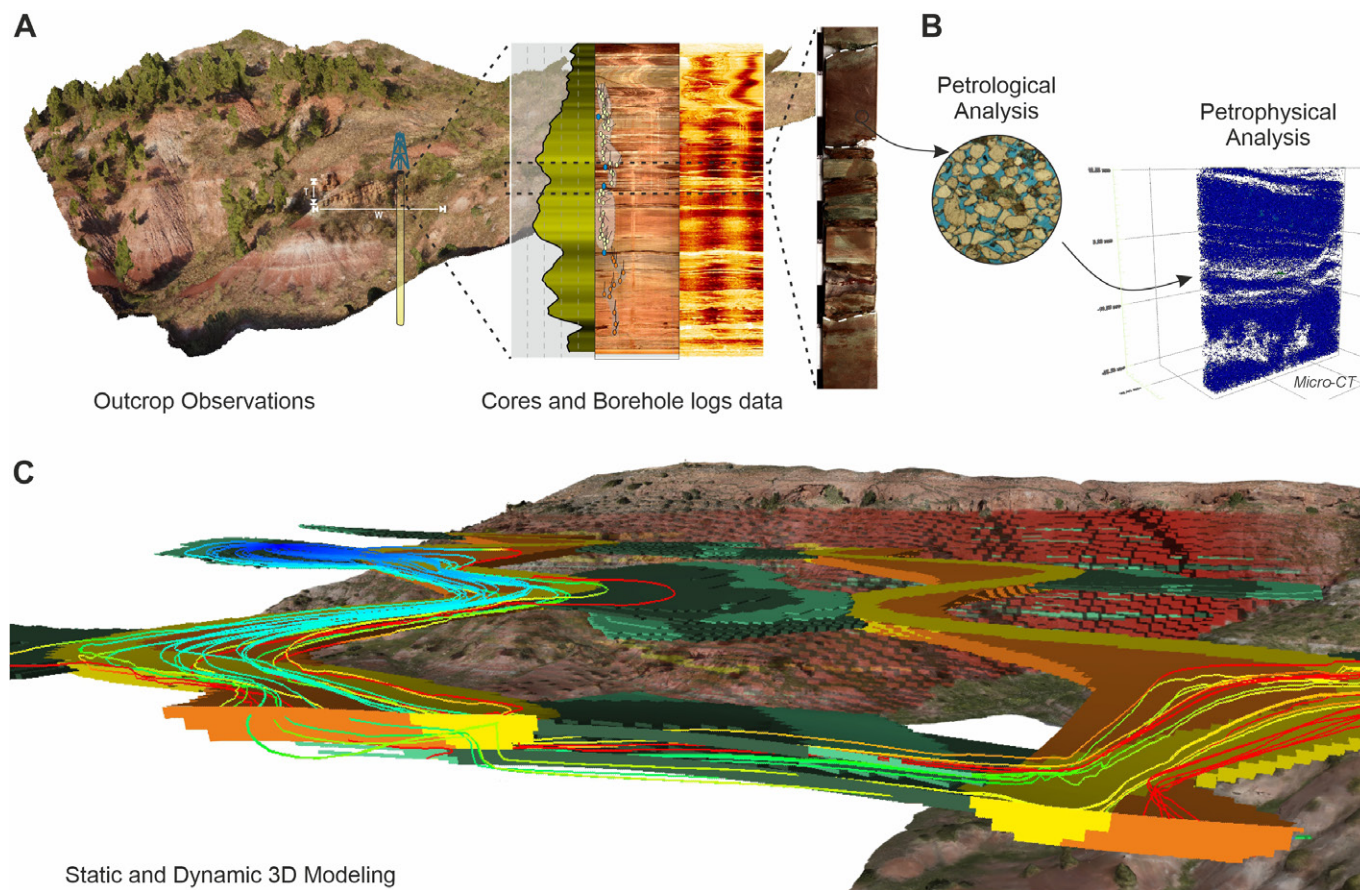 A
B
Petrological
Analysis
Petrophysical
Analysis
T
W
Micro-CT
Outcrop Observations
Cores and Borehole logs data
C
Static and Dynamic 3D Modeling